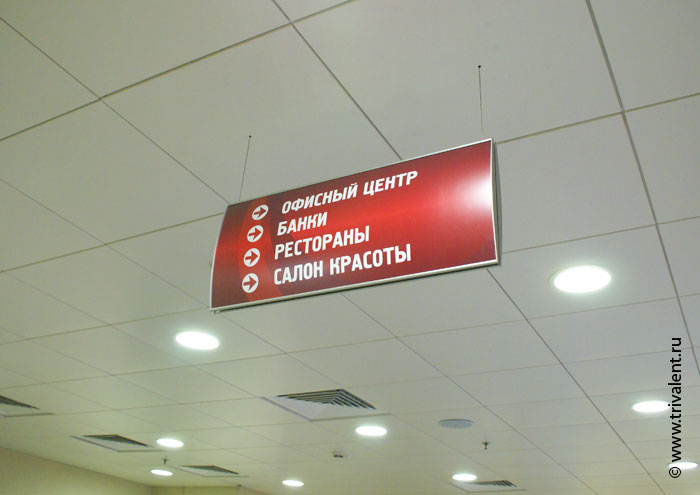 ОФИСНЫЙ ЦЕНТР
БАНКИ
РЕСТОРАНЫ
САЛОН КРАСОТЫ
© www.trivalent.ru